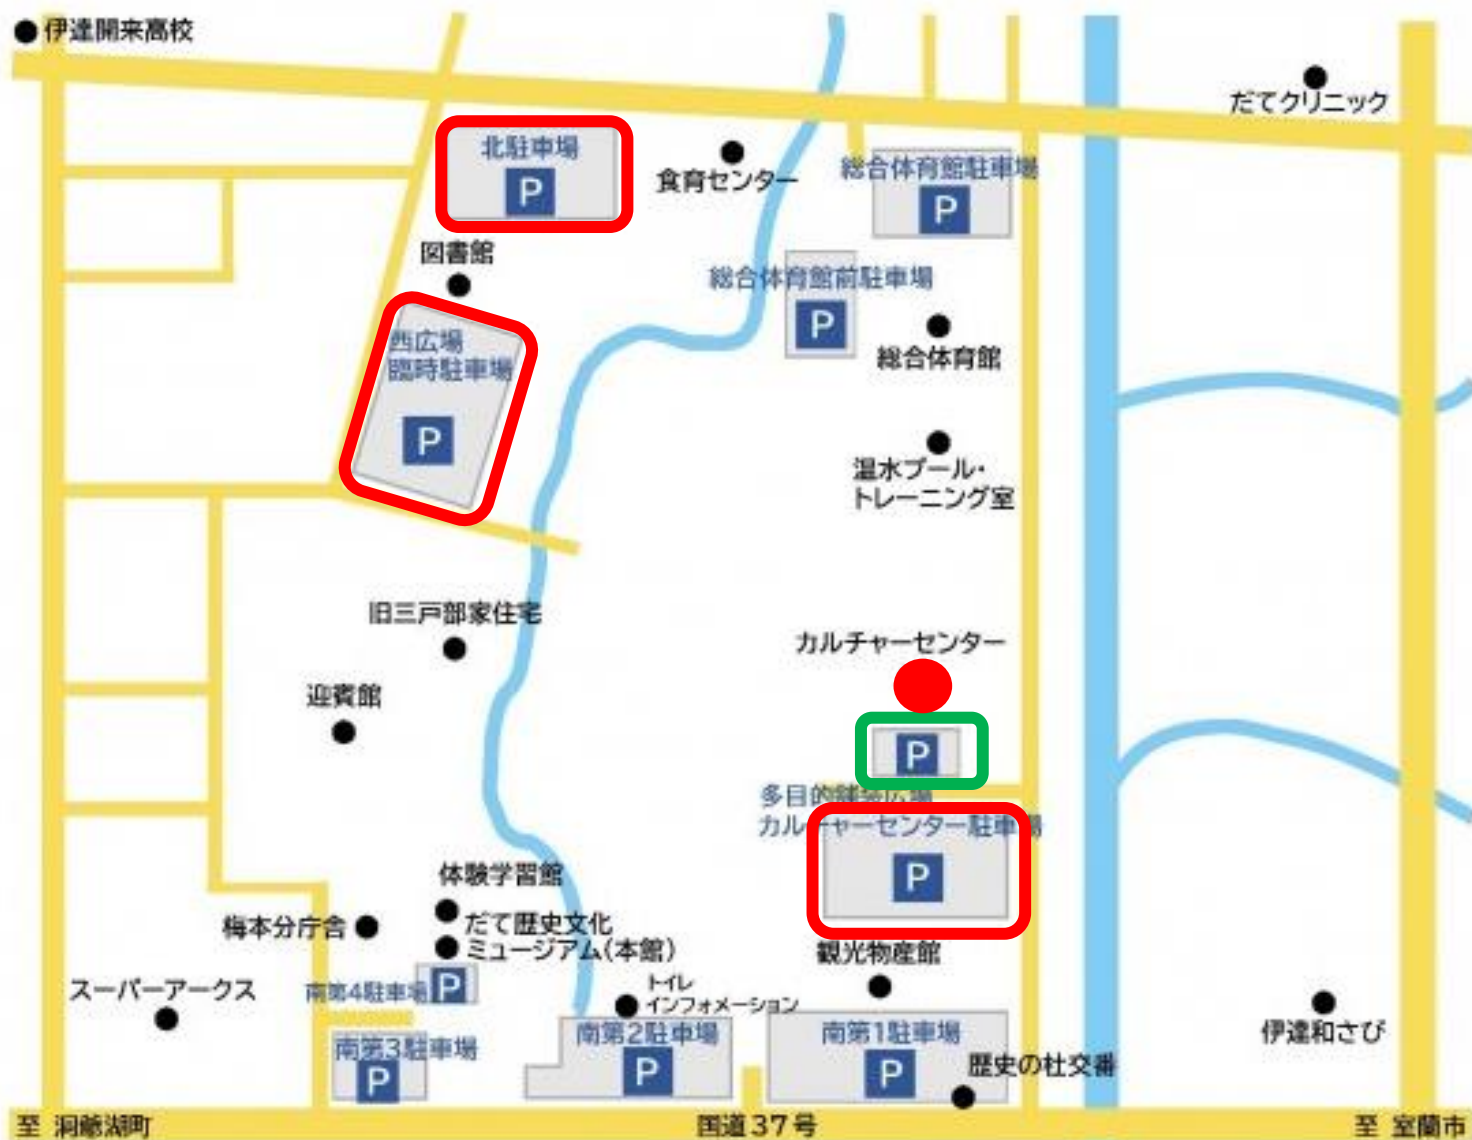 伊達開来高校
だてクリニック
北駐車場
P
食育センター
総合体育館駐車場
P
図書館
総合体育館前駐車場
P
西広場
臨時駐車場
P
総合体育館
温水プール・
トレーニング室
旧三戸部家住宅
カルチャーセンター
迎賓館
P
多目的舗装広場
カルチャーセンター駐車場
P
体験学習館
梅本分庁舎
だて歴史文化
ミュージアム(本館)
観光物産館
スーパーアークス
南第4駐車場
P
トイレ
インフォメーション
南第3駐車場
P
南第2駐車場
P
南第1駐車場
P
歴史の杜交番
伊達和さび
至 洞爺湖町
国道37号
至 室蘭市